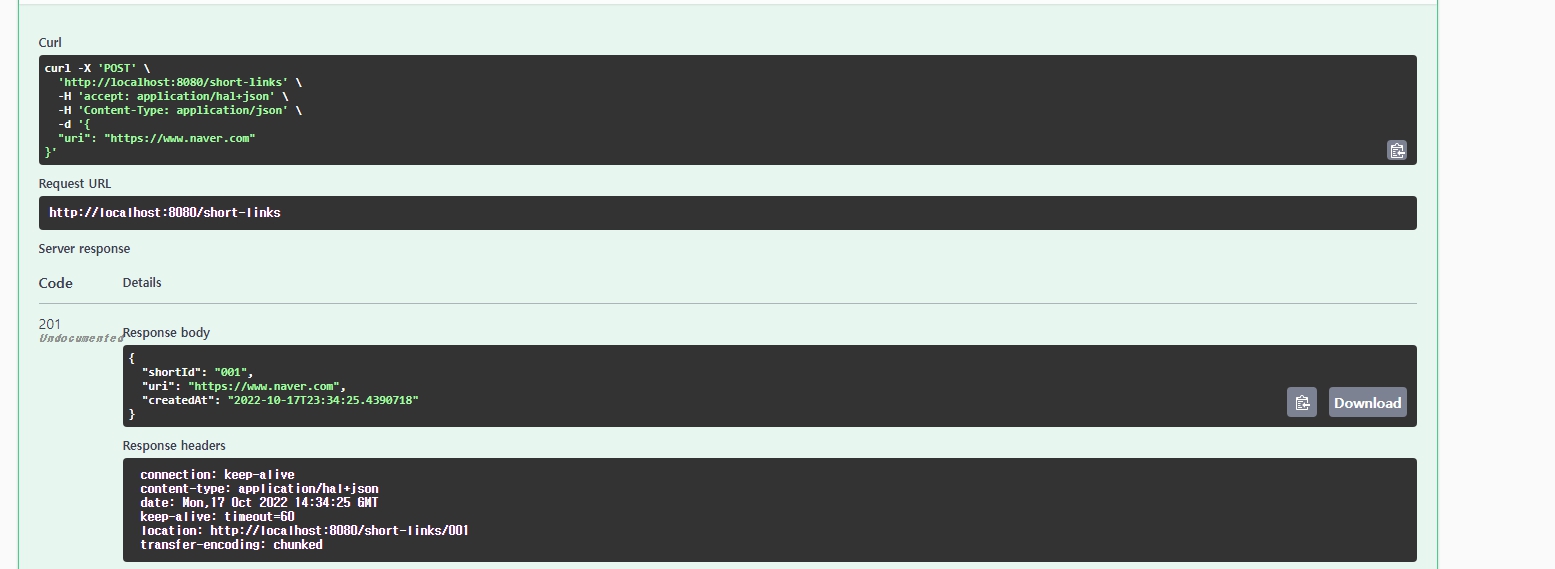 Curl
curl -X 'POST' \
  'http://localhost:8080/short-links' \
  -H 'accept: application/hal+json' \
  -H 'Content-Type: application/json' \
  -d '{
  "uri": "https://www.naver.com"
}'
Request URL
http://localhost:8080/short-links
Server response
Code Details
201
Undocumented
Response body
{
  "shortId": "001",
  "uri": "https://www.naver.com",
  "createdAt": "2022-10-17T23:34:25.4390718"
}
Download
Response headers
connection: keep-alive
content-type: application/hal+json
date: Mon,17 Oct 2022 14:34:25 GMT
keep-alive: timeout=60
location: http://localhost:8080/short-links/001
transfer-encoding: chunked